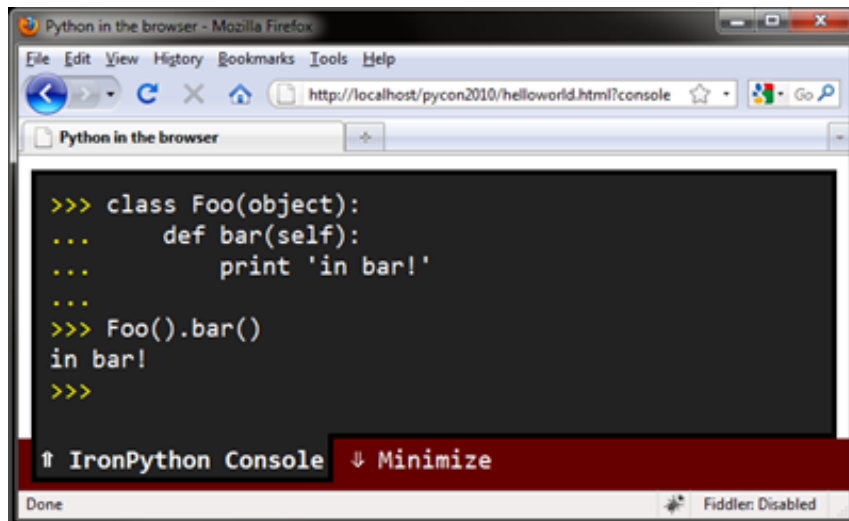 Python in the browser - Mozilla Firefox
File Edit View History Bookmarks Tools Help
http://localhost/pycon2010/helloworld.html?console Go
Python in the browser
>>> class Foo(object):
...     def bar(self):
...         print 'in bar!'
...
>>> Foo().bar()
in bar!
>>>
⇑ IronPython Console ⇓ Minimize
Done Fiddler: Disabled